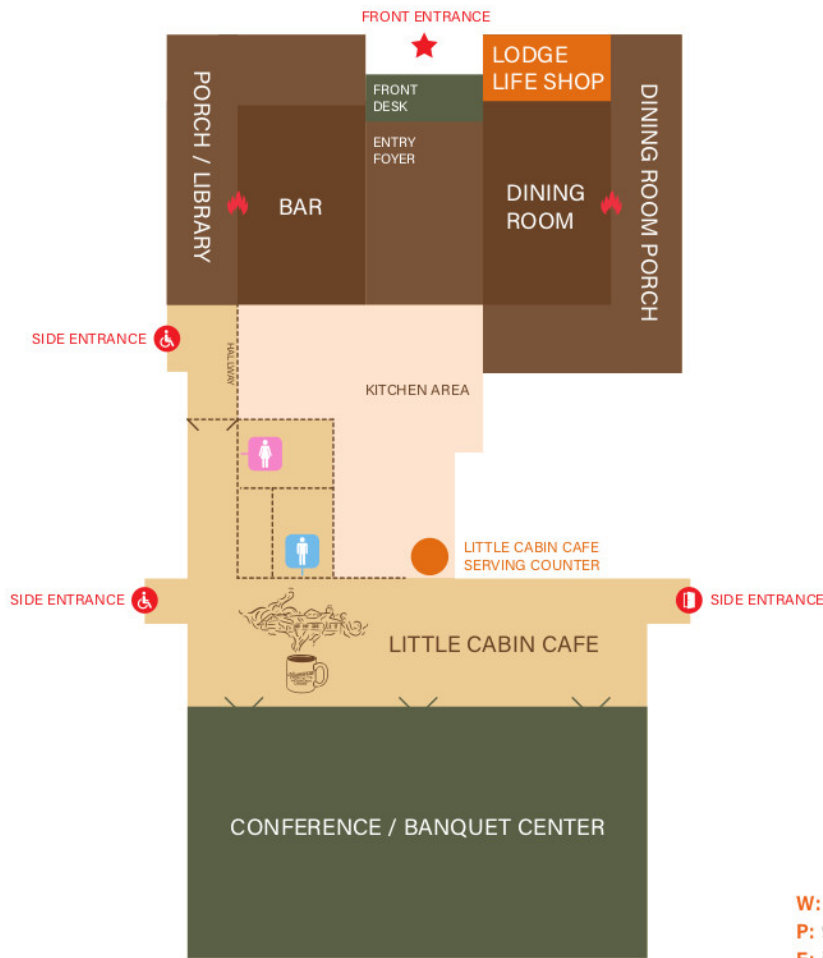 FRONT ENTRANCE
LODGE
LIFE SHOP
FRONT
DESK
PORCH / LIBRARY
DINING ROOM PORCH
ENTRY
FOYER
BAR
DINING
ROOM
SIDE ENTRANCE
HALLWAY
KITCHEN AREA
LITTLE CABIN CAFE
SERVING COUNTER
SIDE ENTRANCE
SIDE ENTRANCE
LITTLE CABIN CAFE
CONFERENCE / BANQUET CENTER
W:
P: